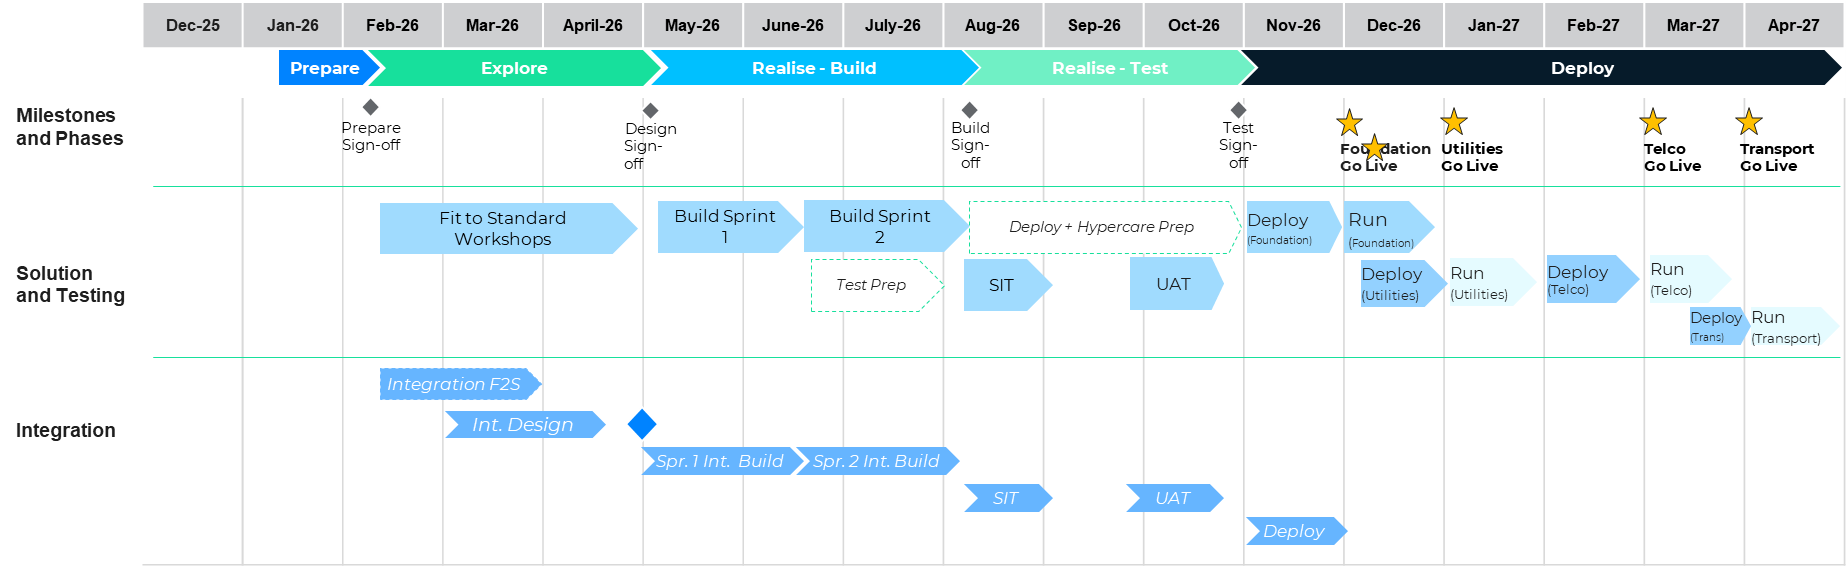 Dec-25 Jan-26 Feb-26 Mar-26 April-26 May-26 June-26 July-26 Aug-26 Sep-26 Oct-26 Nov-26 Dec-26 Jan-27 Feb-27 Mar-27 Apr-27
Prepare Explore Realise - Build Realise - Test Deploy
Milestones
and Phases
Prepare
Sign-off
Design
Sign-
off
Build
Sign-
off
Test
Sign-
off
Foundation
Go Live
Utilities
Go Live
Telco
Go Live
Transport
Go Live
Solution
and Testing
Fit to Standard
Workshops
Build Sprint
1
Build Sprint
2
Deploy + Hypercare Prep
Deploy
(Foundation)
Run
(Foundation)
Test Prep
SIT
UAT
Deploy
(Utilities)
Run
(Utilities)
Deploy
(Telco)
Run
(Telco)
Deploy
(Trans)
Run
(Transport)
Integration
Integration F2S
Int. Design
Spr. 1 Int. Build
Spr. 2 Int. Build
SIT
UAT
Deploy